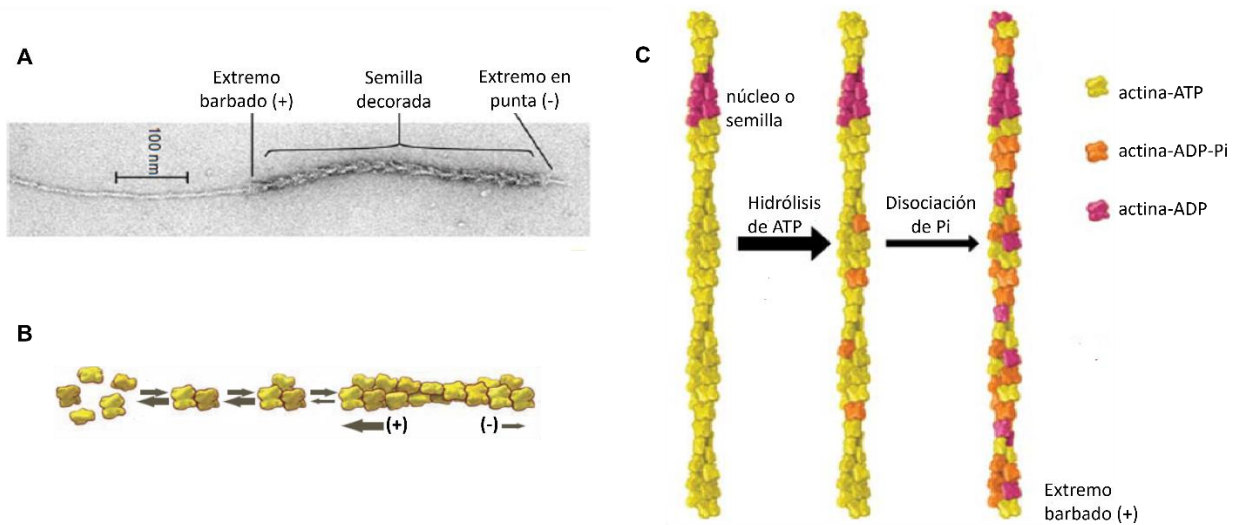 A
Extremo
barbado (+)
Semilla
decorada
Extremo en
punta (-)
100 nm
B
(+)
(-)
C
núcleo o
semilla
Hidrólisis
de ATP
Disociación
de Pi
actina-ATP
actina-ADP-Pi
actina-ADP
Extremo
barbado (+)